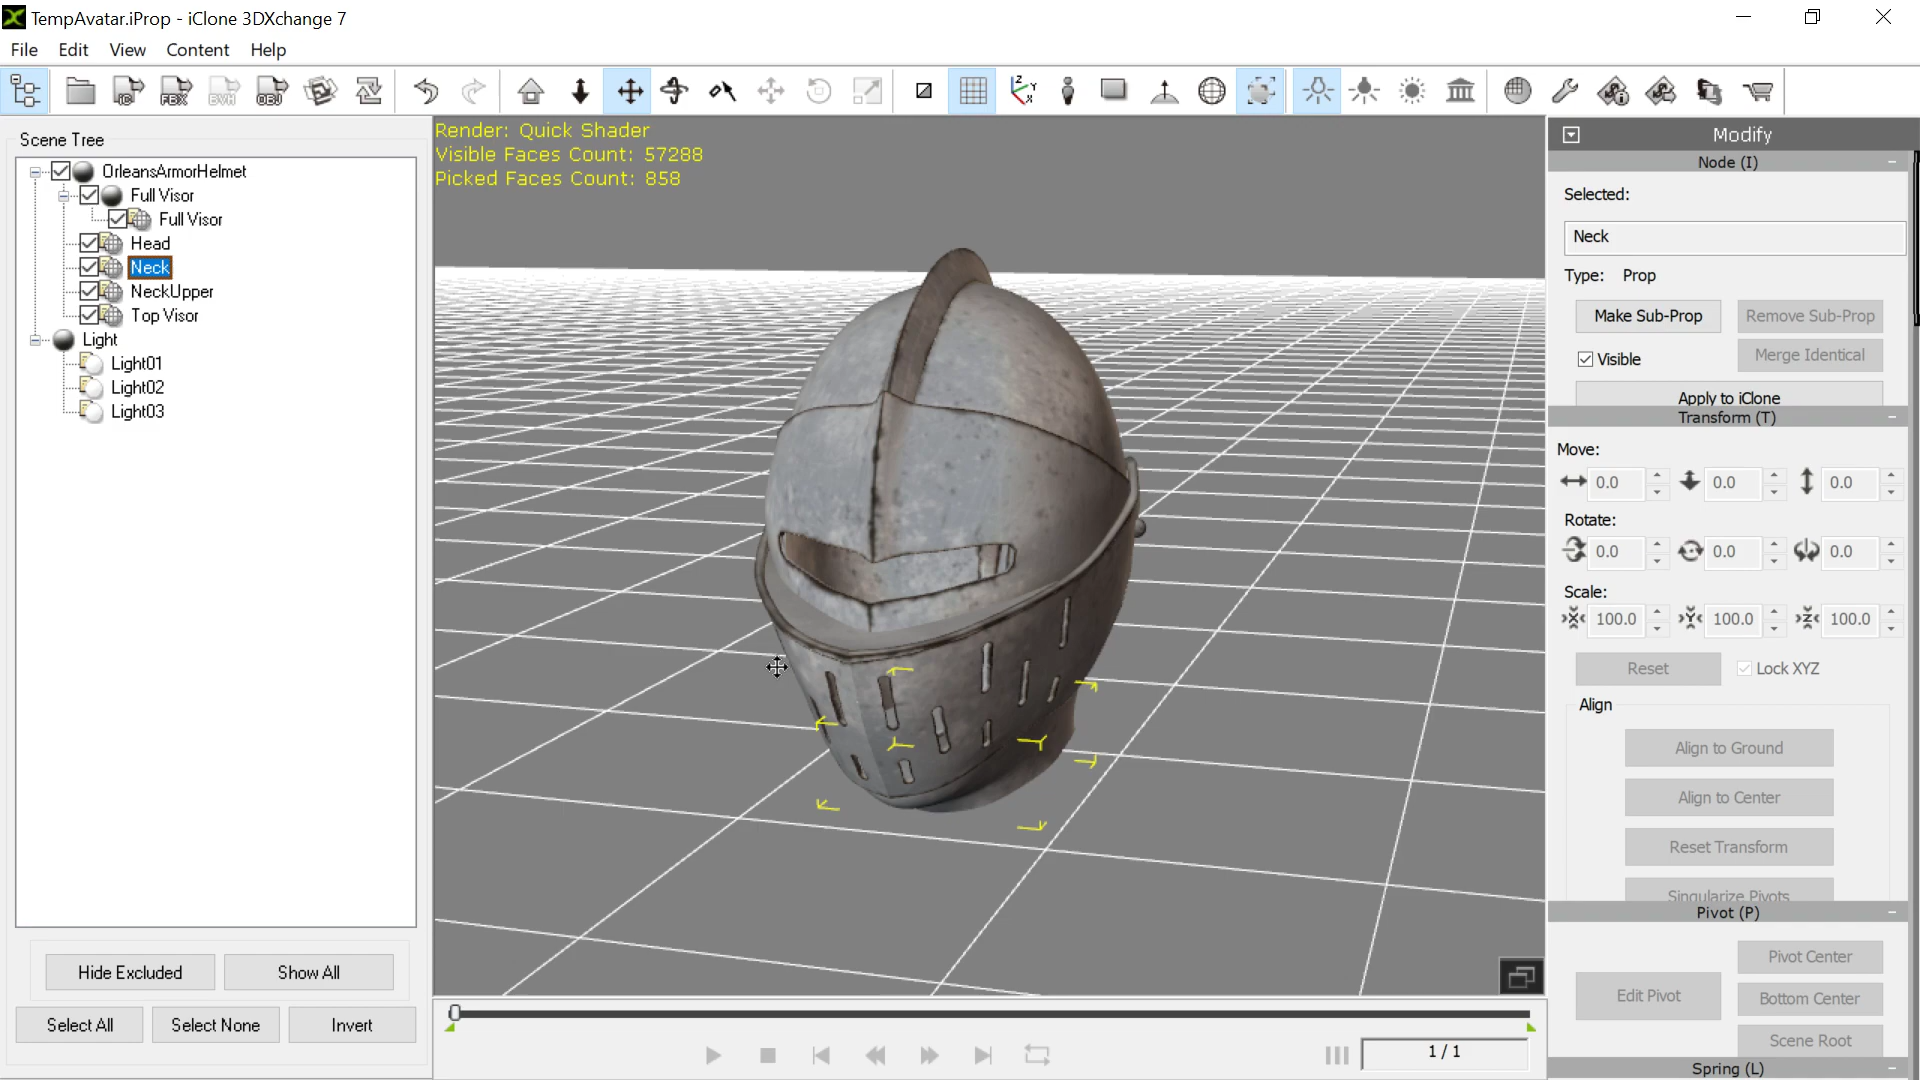 TempAvatar.iProp - iClone 3DXchange 7
File Edit View Content Help
iC FBX BVH OBJ
Scene Tree
OrleansArmorHelmet
Full Visor
Full Visor
Head
Neck
NeckUpper
Top Visor
Light
Light01
Light02
Light03
Hide Excluded Show All
Select All Select None Invert
Render: Quick Shader
Visible Faces Count: 57288
Picked Faces Count: 858
1 / 1
Modify
Node (I)
Selected:
Neck
Type: Prop
Make Sub-Prop Remove Sub-Prop
Visible Merge Identical
Apply to iClone
Transform (T)
Move:
0.0 0.0 0.0
Rotate:
0.0 0.0 0.0
Scale:
X 100.0 Y 100.0 Z 100.0
Reset Lock XYZ
Align
Align to Ground
Align to Center
Reset Transform
Singularize Pivots
Pivot (P)
Pivot Center
Edit Pivot Bottom Center
Scene Root
Spring (L)